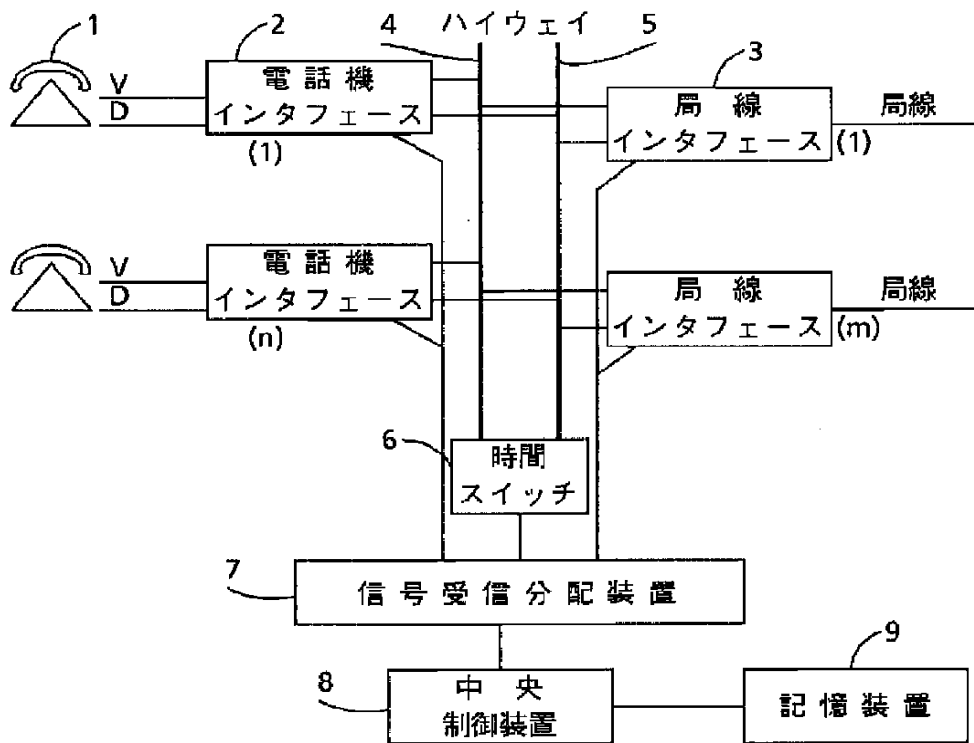 1
2
4
ハイウェイ
5
3
V
D
電話機
インタフェース
(1)
局線
インタフェース
(1)
局線
V
D
電話機
インタフェース
(n)
局線
インタフェース
(m)
局線
6
時間
スイッチ
7
信号受信分配装置
8
中央
制御装置
9
記憶装置